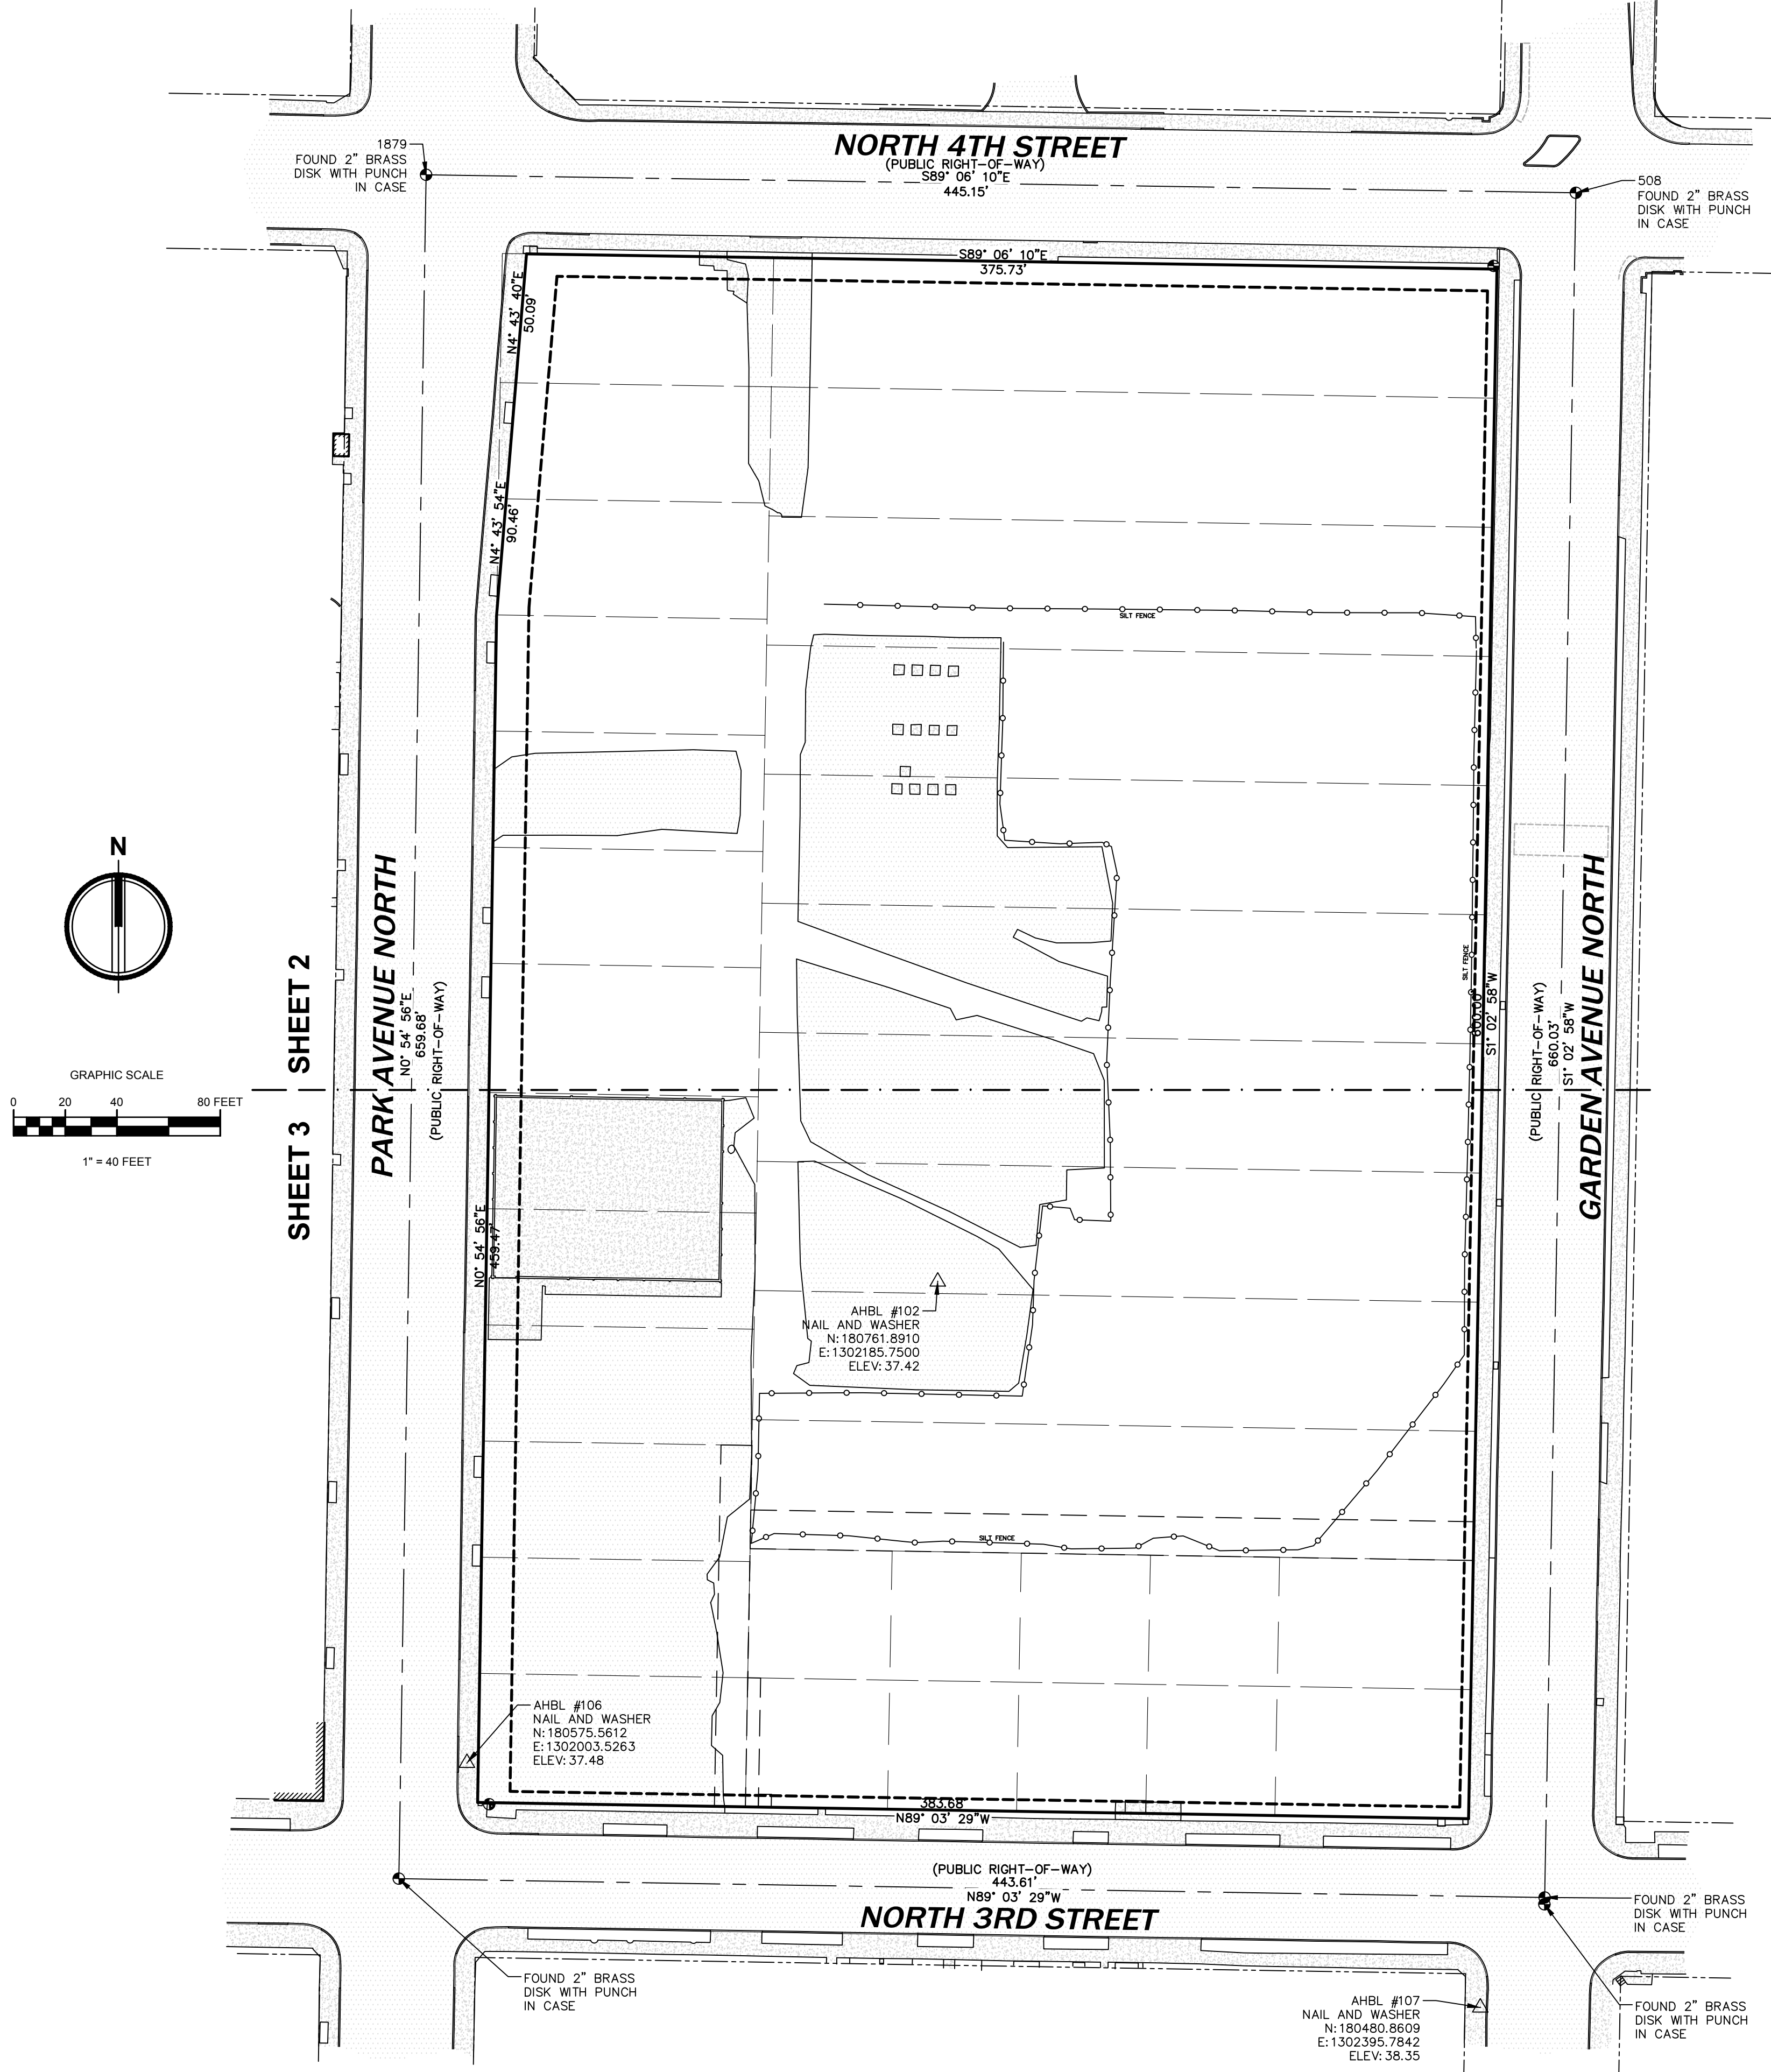 NORTH 4TH STREET
(PUBLIC RIGHT-OF-WAY)
S89° 06' 10"E
445.15'
1879
FOUND 2" BRASS
DISK WITH PUNCH
IN CASE
508
FOUND 2" BRASS
DISK WITH PUNCH
IN CASE
S89° 06' 10"E
375.73'
N4° 43' 40"E
50.09'
N4° 43' 54"E
90.46'
SILT FENCE
N
SHEET 2
SHEET 3
GRAPHIC SCALE
0 20 40 80 FEET
1" = 40 FEET
PARK AVENUE NORTH
N0° 54' 56"E
659.68'
(PUBLIC RIGHT-OF-WAY)
SILT FENCE
600.00'
S1° 02' 58"W
(PUBLIC RIGHT-OF-WAY)
660.03'
S1° 02' 58"W
GARDEN AVENUE NORTH
N0° 54' 56"E
459.47'
AHBL #102
NAIL AND WASHER
N:180761.8910
E:1302185.7500
ELEV: 37.42
SILT FENCE
AHBL #106
NAIL AND WASHER
N:180575.5612
E:1302003.5263
ELEV: 37.48
383.68'
N89° 03' 29"W
(PUBLIC RIGHT-OF-WAY)
443.61'
N89° 03' 29"W
NORTH 3RD STREET
FOUND 2" BRASS
DISK WITH PUNCH
IN CASE
FOUND 2" BRASS
DISK WITH PUNCH
IN CASE
AHBL #107
NAIL AND WASHER
N:180480.8609
E:1302395.7842
ELEV: 38.35
FOUND 2" BRASS
DISK WITH PUNCH
IN CASE